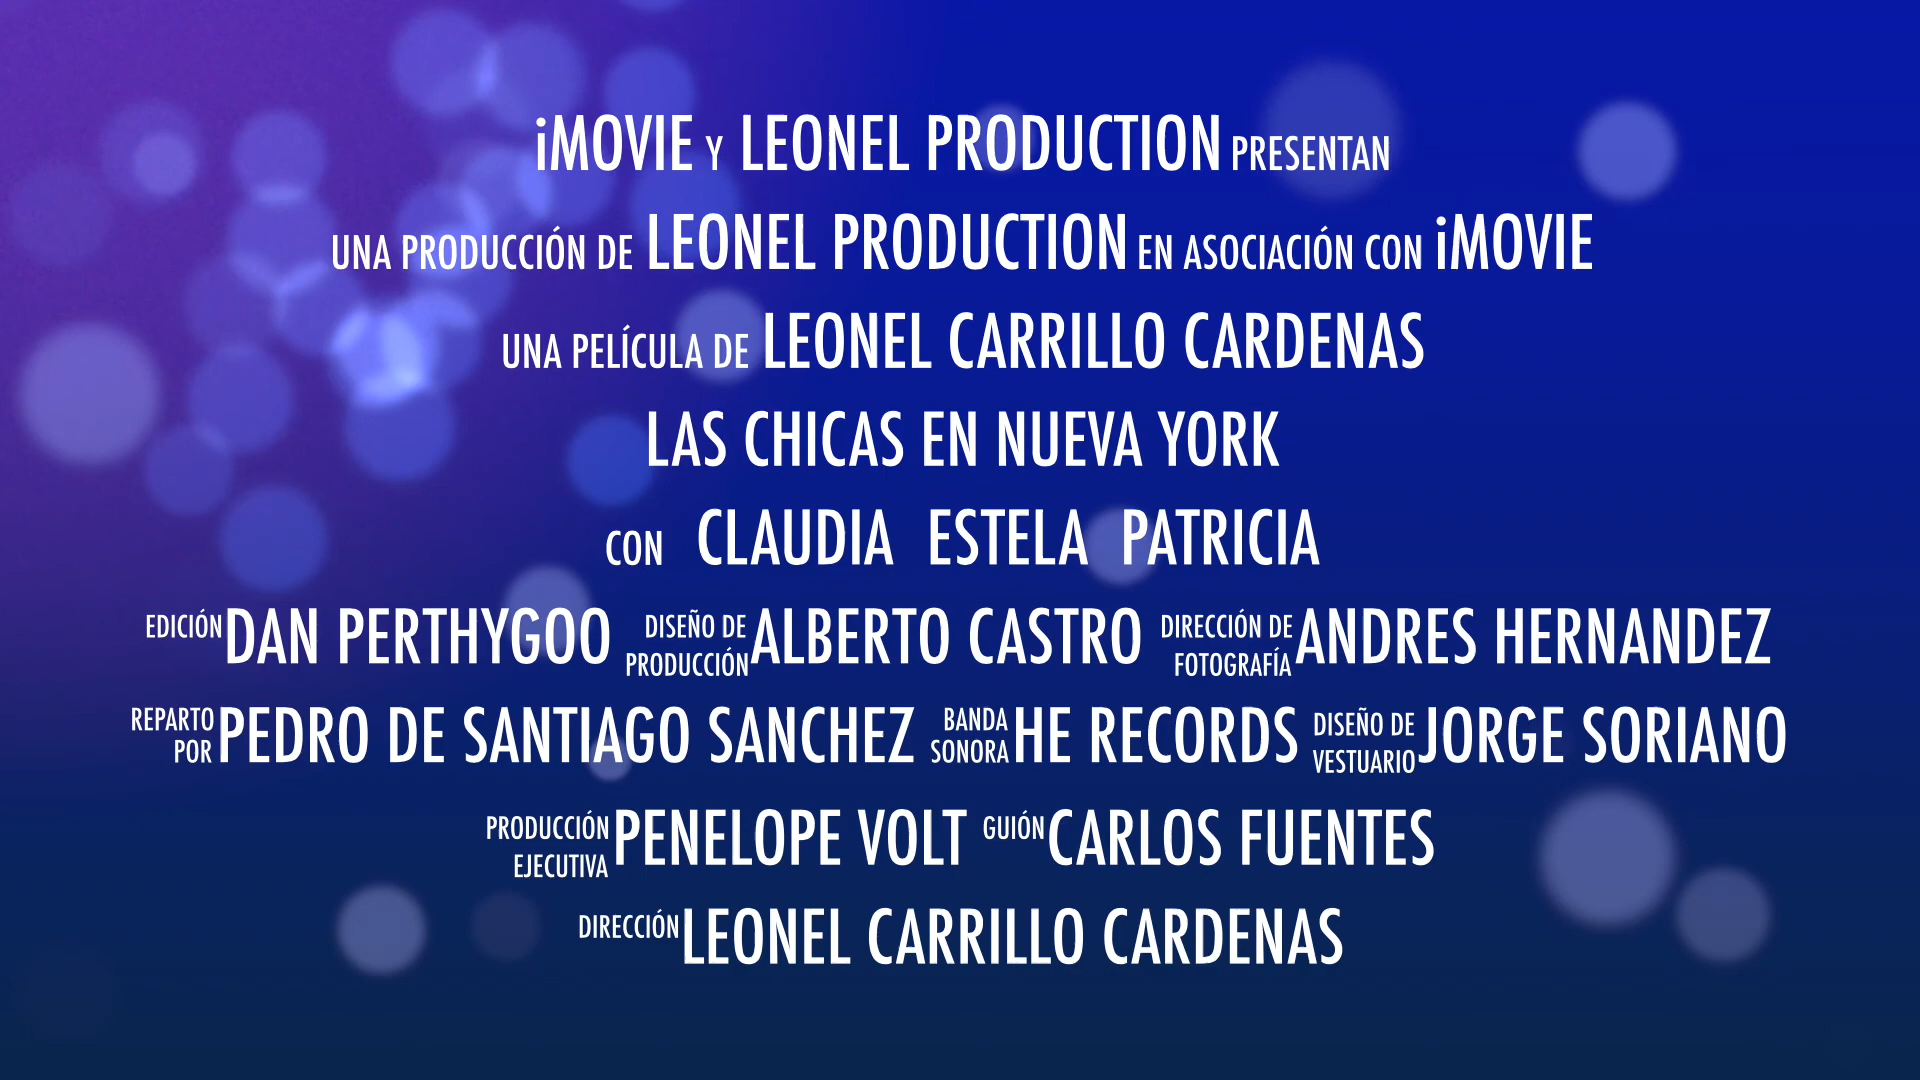 iMOVIE Y LEONEL PRODUCTION PRESENTAN
UNA PRODUCCIÓN DE LEONEL PRODUCTION EN ASOCIACIÓN CON iMOVIE
UNA PELÍCULA DE LEONEL CARRILLO CARDENAS
LAS CHICAS EN NUEVA YORK
CON CLAUDIA ESTELA PATRICIA
EDICIÓN DAN PERTHYGOO DISEÑO DE PRODUCCIÓN ALBERTO CASTRO DIRECCIÓN DE FOTOGRAFÍA ANDRES HERNANDEZ
REPARTO POR PEDRO DE SANTIAGO SANCHEZ BANDA SONORA HE RECORDS DISEÑO DE VESTUARIO JORGE SORIANO
PRODUCCIÓN EJECUTIVA PENELOPE VOLT GUIÓN CARLOS FUENTES
DIRECCIÓN LEONEL CARRILLO CARDENAS